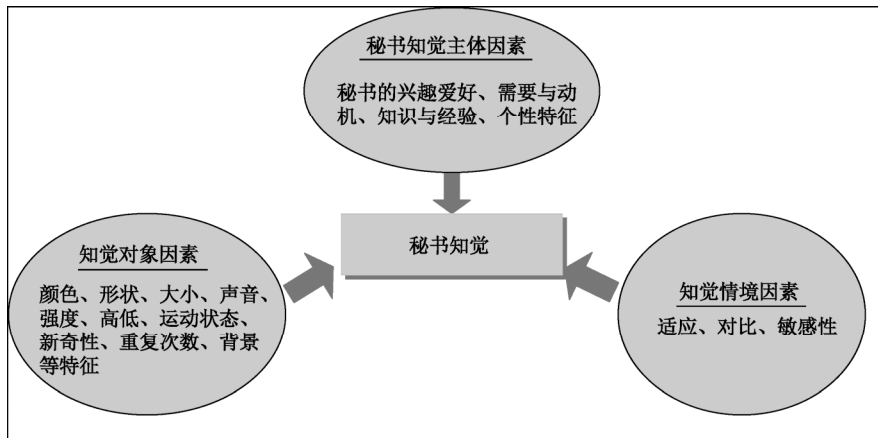 秘书知觉主体因素
秘书的兴趣爱好、需要与动
机、知识与经验、个性特征
秘书知觉
知觉对象因素
颜色、形状、大小、声音、
强度、高低、运动状态、
新奇性、重复次数、背景
等特征
知觉情境因素
适应、对比、敏感性